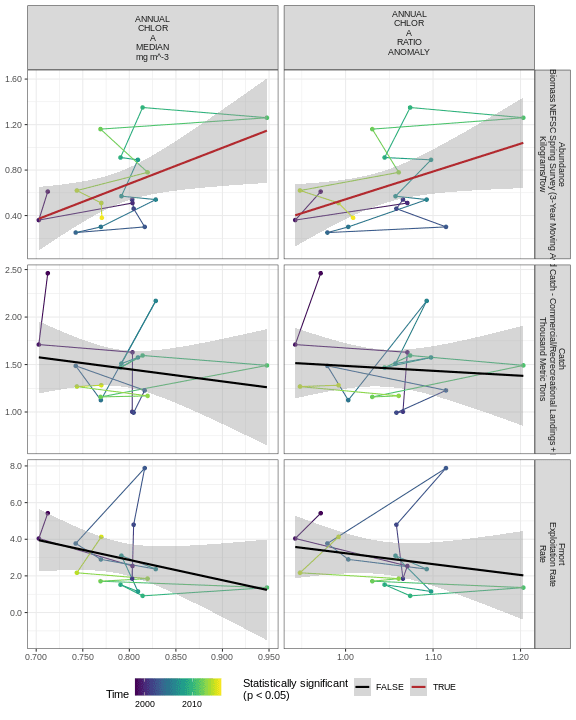 ANNUAL
CHLOR
A
MEDIAN
mg m^-3
ANNUAL
CHLOR
A
RATIO
ANOMALY
1.60
1.20
0.80
0.40
Abundance
Biomass NEFSC Spring Survey (3-Year Moving
Kilograms/Tow
2.50
2.00
1.50
1.00
Catch
Catch - Commercial/Recreational Landings +
Thousand Metric Tons
8.0
6.0
4.0
2.0
0.0
Fmort
Exploitation Rate
Rate
0.700 0.750 0.800 0.850 0.900 0.950
1.00 1.10 1.20
Time 2000 2010
Statistically significant
(p < 0.05)
FALSE TRUE